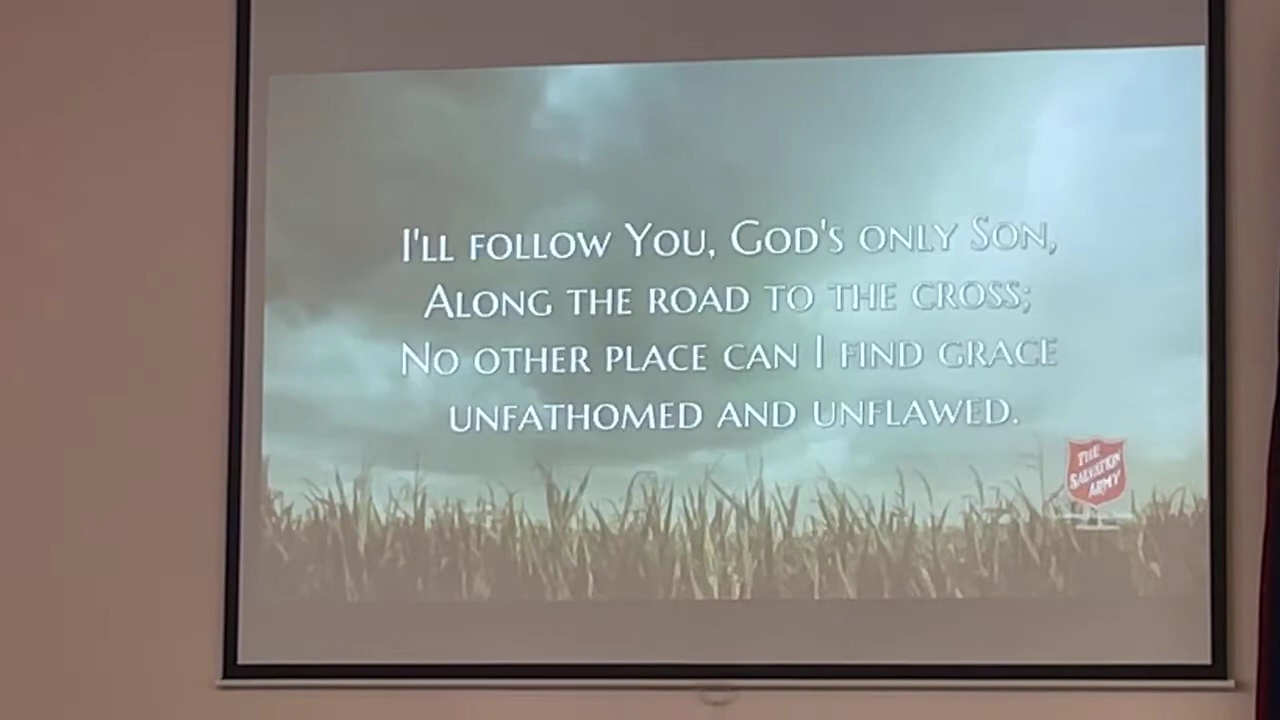 I'll follow You, God's only Son,
Along the road to the cross;
No other place can I find grace
unfathomed and unflawed.
THE
SALVATION
ARMY